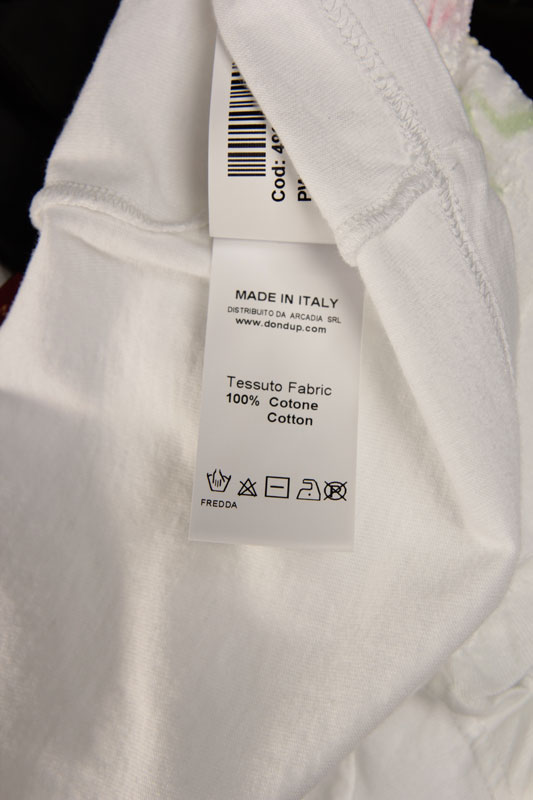 Cod:
MADE IN ITALY
DISTRIBUITO DA ARCADIA SRL
www.dondup.com
Tessuto Fabric
100% Cotone
Cotton
P
FREDDA